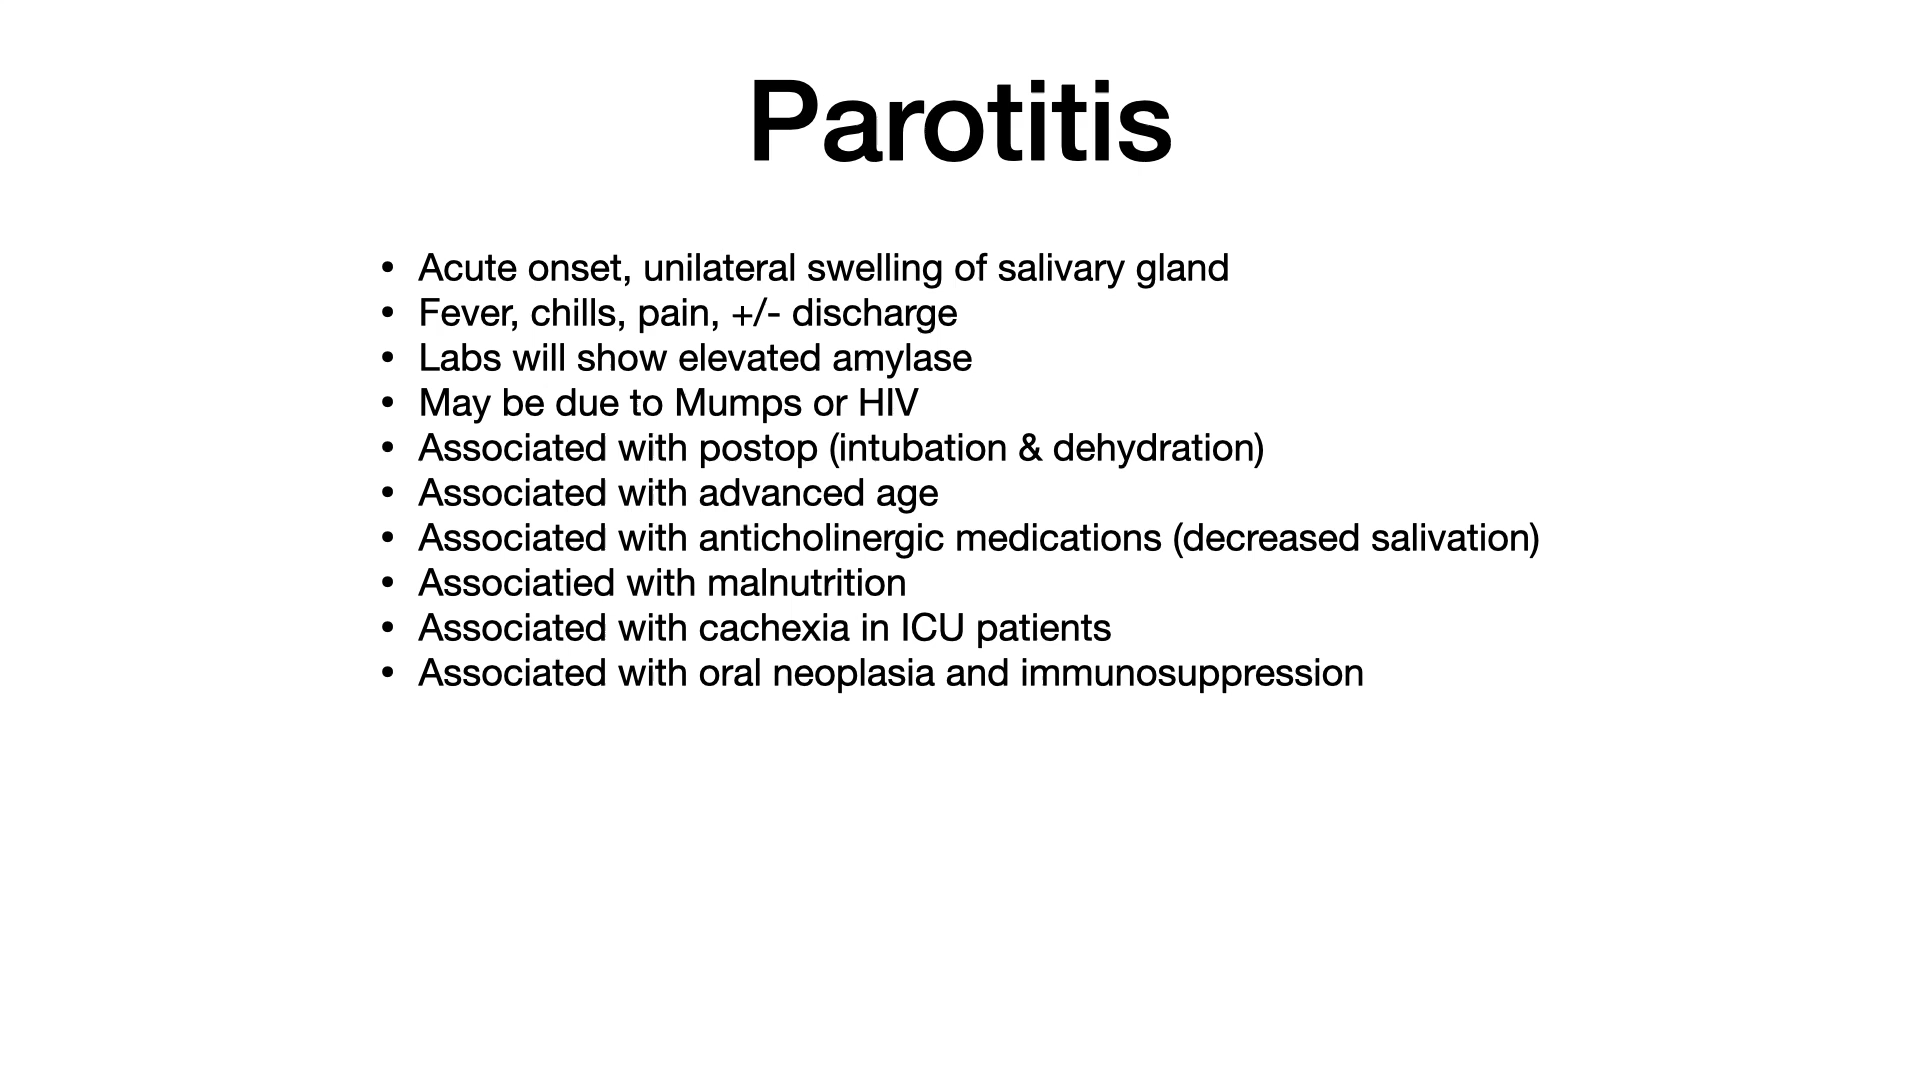 Parotitis
• Acute onset, unilateral swelling of salivary gland
• Fever, chills, pain, +/- discharge
• Labs will show elevated amylase
• May be due to Mumps or HIV
• Associated with postop (intubation & dehydration)
• Associated with advanced age
• Associated with anticholinergic medications (decreased salivation)
• Associatied with malnutrition
• Associated with cachexia in ICU patients
• Associated with oral neoplasia and immunosuppression